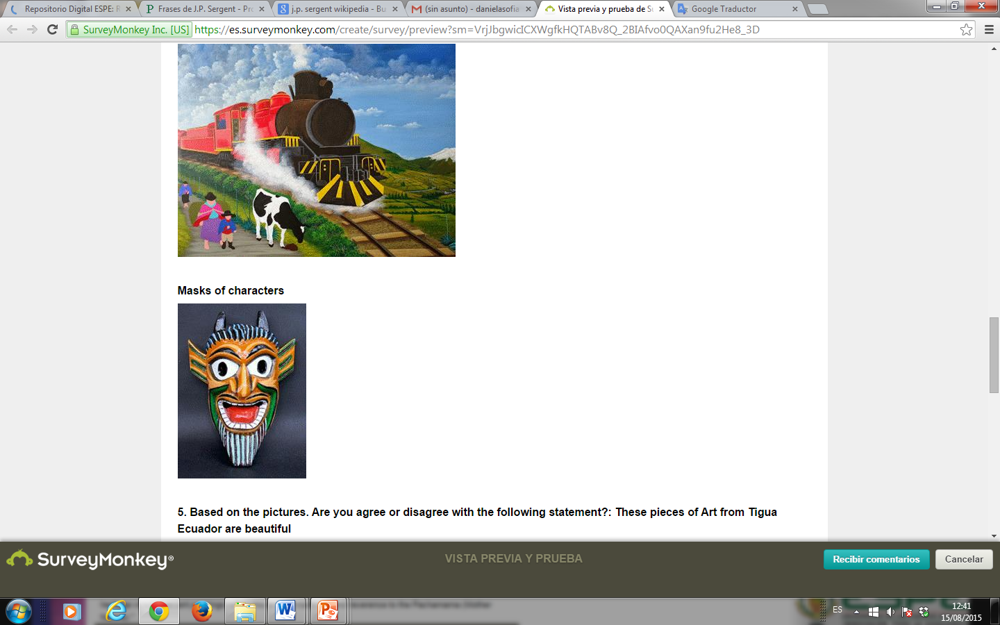 Repositorio Digital ESPE: R
Frases de J.P. Sergent - Pro
j.p. sergent wikipedia - Bu
(sin asunto) - danielasofia
Vista previa y prueba de Su
Google Traductor
SurveyMonkey Inc. [US]
https://es.surveymonkey.com/create/survey/preview?sm=VrjJbgwicICXWgfkHQTABv8Q_2BIAfvo0QAXan9fu2He8_3D
Masks of characters
5. Based on the pictures. Are you agree or disagree with the following statement?: These pieces of Art from Tigua
Ecuador are beautiful
SurveyMonkey®
VISTA PREVIA Y PRUEBA
Recibir comentarios
Cancelar
ES
12:41
15/08/2015